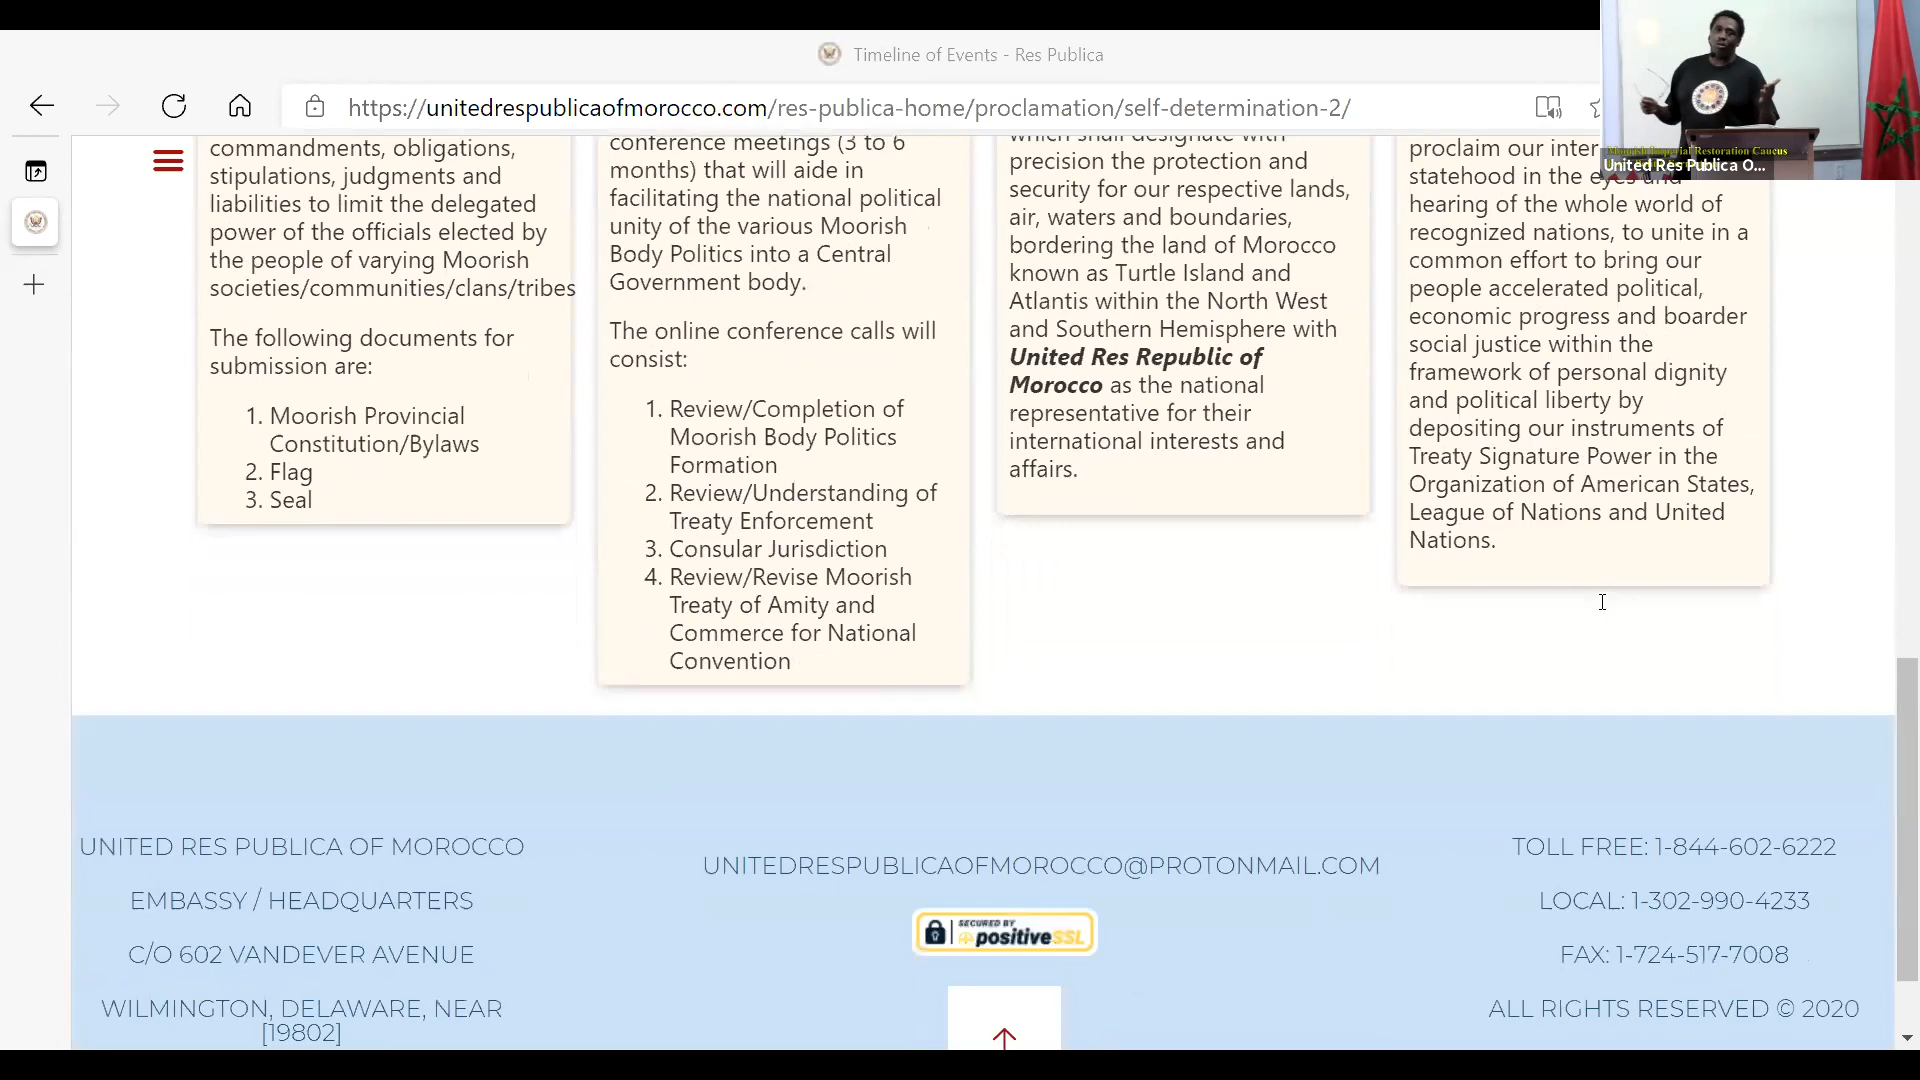 Timeline of Events - Res Publica
https://unitedrespublicaofmorocco.com/res-publica-home/proclamation/self-determination-2/
Moorish Imperial Restoration Caucus
United Res Publica O...
commandments, obligations,
stipulations, judgments and
liabilities to limit the delegated
power of the officials elected by
the people of varying Moorish
societies/communities/clans/tribes
The following documents for
submission are:
1. Moorish Provincial
Constitution/Bylaws
2. Flag
3. Seal
conference meetings (3 to 6
months) that will aide in
facilitating the national political
unity of the various Moorish
Body Politics into a Central
Government body.
The online conference calls will
consist:
1. Review/Completion of
Moorish Body Politics
Formation
2. Review/Understanding of
Treaty Enforcement
3. Consular Jurisdiction
4. Review/Revise Moorish
Treaty of Amity and
Commerce for National
Convention
which shall designate with
precision the protection and
security for our respective lands,
air, waters and boundaries,
bordering the land of Morocco
known as Turtle Island and
Atlantis within the North West
and Southern Hemisphere with
United Res Republic of
Morocco as the national
representative for their
international interests and
affairs.
proclaim our
statehood in the eyes and
hearing of the whole world of
recognized nations, to unite in a
common effort to bring our
people accelerated political,
economic progress and boarder
social justice within the
framework of personal dignity
and political liberty by
depositing our instruments of
Treaty Signature Power in the
Organization of American States,
League of Nations and United
Nations.
UNITED RES PUBLICA OF MOROCCO
EMBASSY / HEADQUARTERS
C/O 602 VANDEVER AVENUE
WILMINGTON, DELAWARE, NEAR
[19802]
UNITEDRESPUBLICAOFMOROCCO@PROTONMAIL.COM
SECURED BY
positiveSSL
TOLL FREE: 1-844-602-6222
LOCAL: 1-302-990-4233
FAX: 1-724-517-7008
ALL RIGHTS RESERVED © 2020